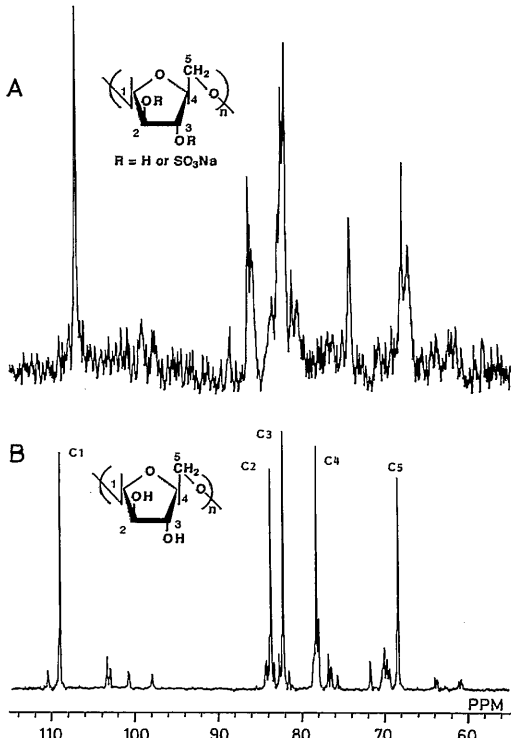 A
5
CH₂
O
1
OR
4
O
n
2
3
OR
R = H or SO₃Na
B
C1
C2
C3
C4
C5
5
CH₂
O
1
OH
4
O
n
2
3
OH
PPM
110 100 90 80 70 60